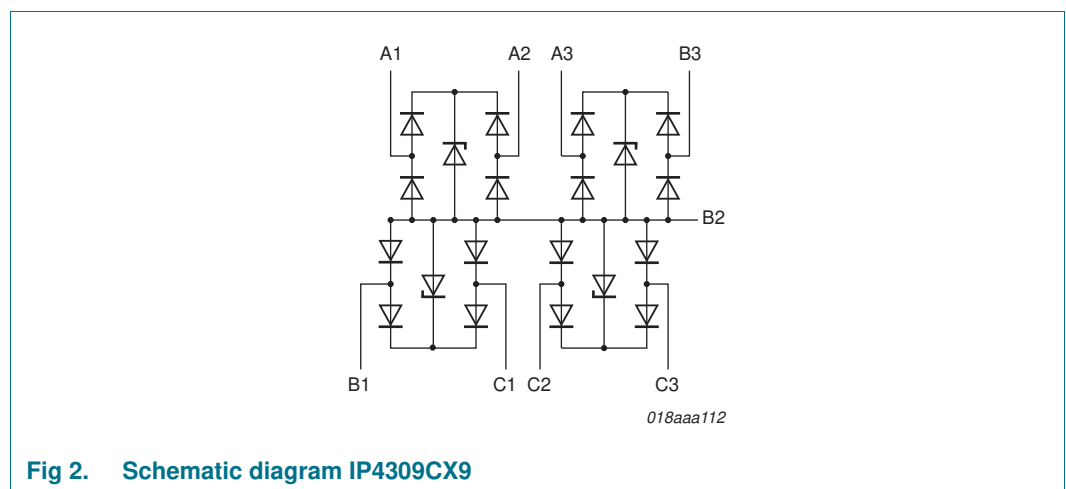 A1 A2 A3 B3
B2
B1 C1 C2 C3
018aaa112
Fig 2. Schematic diagram IP4309CX9